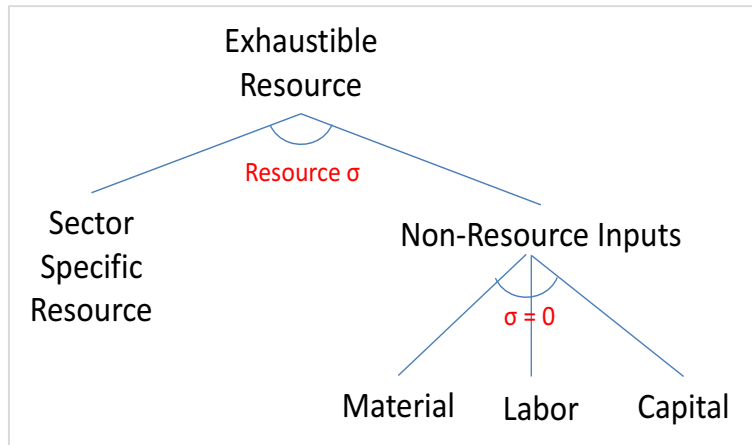 Exhaustible
Resource
Resource σ
Sector
Specific
Resource
Non-Resource Inputs
σ = 0
Material
Labor
Capital